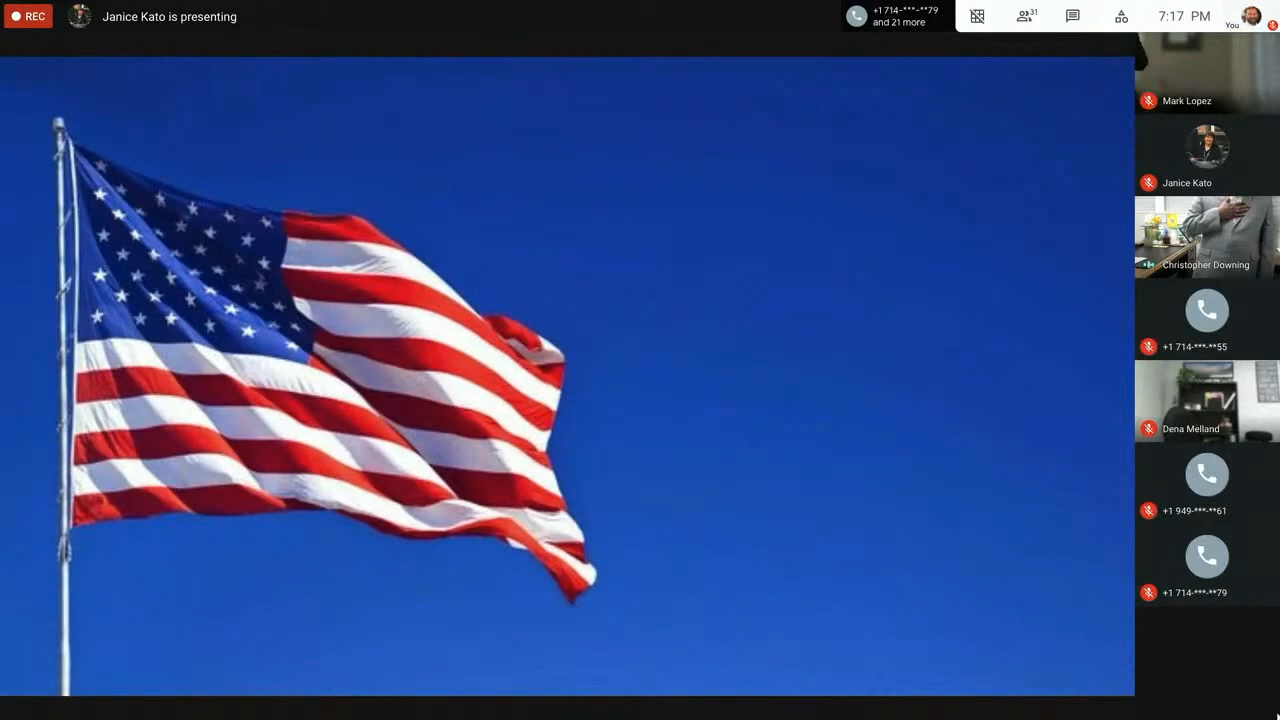 REC
Janice Kato is presenting
+1 714-***-**79
and 21 more
31
7:17 PM
You
Mark Lopez
Janice Kato
Christopher Downing
+1 714-***-**55
Dena Melland
+1 949-***-**61
+1 714-***-**79